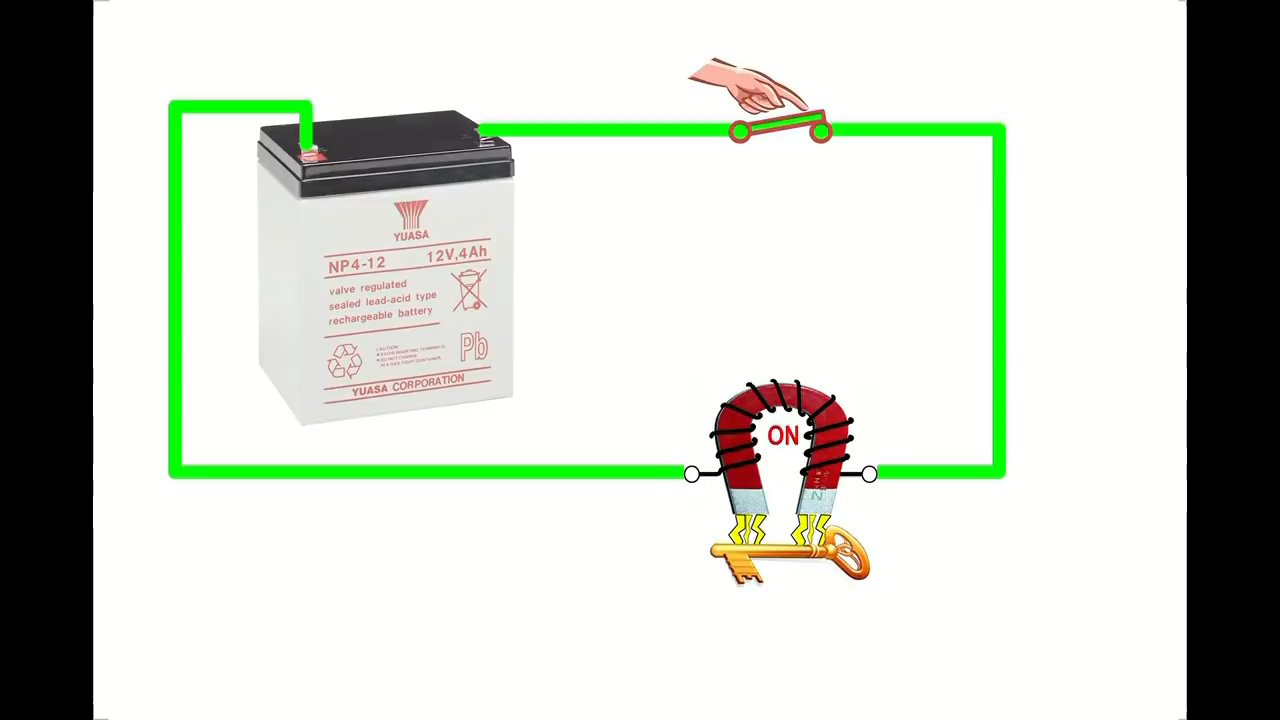 YUASA
NP4-12 12V,4Ah
valve regulated
sealed lead-acid type
rechargeable battery
Pb
YUASA CORPORATION
ON